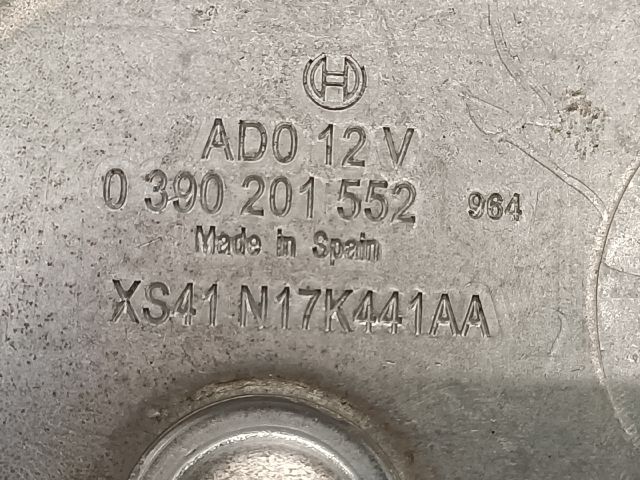 AD0 12 V
0 390 201 552 964
Made in Spain
XS41 N17K441AA